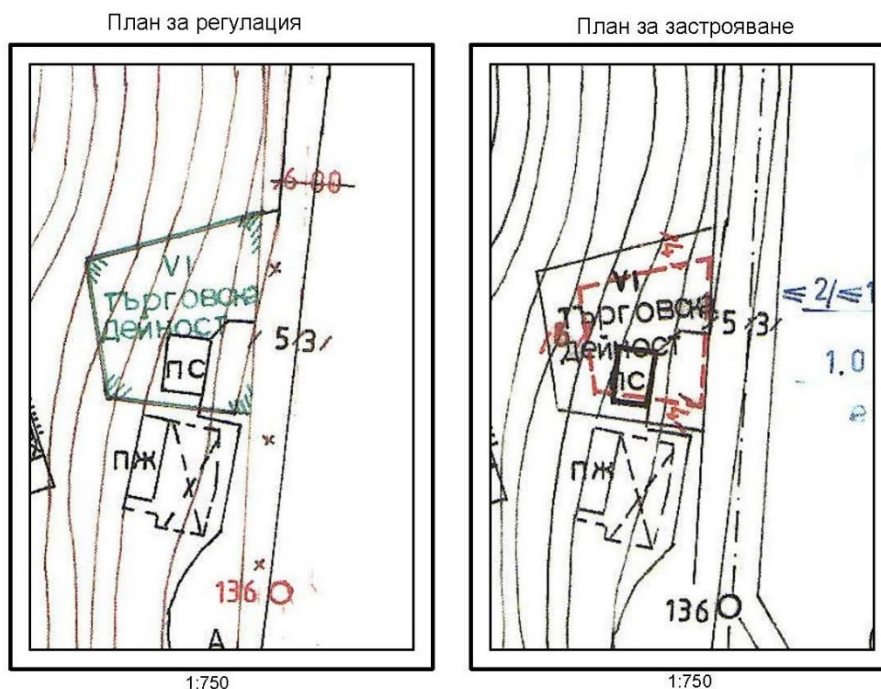 План за регулация
6 00
VI
търговска
дейност
5 /3/
ПС
ПЖ
136
А
1:750
План за застрояване
VI
търговска
дейност
ПС
5 /3/
≤2/≤1
1.0
е
ПЖ
136
1:750